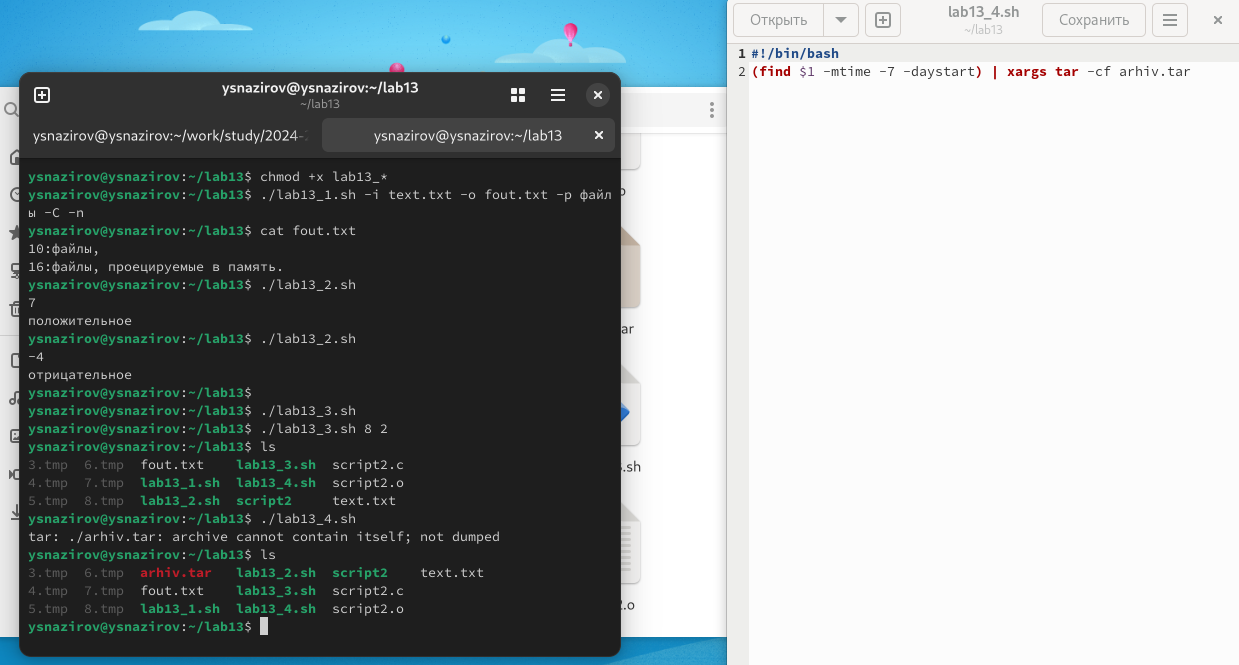 ysnazirov@ysnazirov:~/lab13
~/lab13
ysnazirov@ysnazirov:~/work/study/2024-
ysnazirov@ysnazirov:~/lab13
ysnazirov@ysnazirov:~/lab13$ chmod +x lab13_*
ysnazirov@ysnazirov:~/lab13$ ./lab13_1.sh -i text.txt -o fout.txt -p файл
ы -C -n
ysnazirov@ysnazirov:~/lab13$ cat fout.txt
10:файлы,
16:файлы, проецируемые в память.
ysnazirov@ysnazirov:~/lab13$ ./lab13_2.sh
7
положительное
ysnazirov@ysnazirov:~/lab13$ ./lab13_2.sh
-4
отрицательное
ysnazirov@ysnazirov:~/lab13$
ysnazirov@ysnazirov:~/lab13$ ./lab13_3.sh
ysnazirov@ysnazirov:~/lab13$ ./lab13_3.sh 8 2
ysnazirov@ysnazirov:~/lab13$ ls
3.tmp 6.tmp fout.txt lab13_3.sh script2.c
4.tmp 7.tmp lab13_1.sh lab13_4.sh script2.o
5.tmp 8.tmp lab13_2.sh script2 text.txt
ysnazirov@ysnazirov:~/lab13$ ./lab13_4.sh
tar: ./arhiv.tar: archive cannot contain itself; not dumped
ysnazirov@ysnazirov:~/lab13$ ls
3.tmp 6.tmp arhiv.tar lab13_2.sh script2 text.txt
4.tmp 7.tmp fout.txt lab13_3.sh script2.c
5.tmp 8.tmp lab13_1.sh lab13_4.sh script2.o
ysnazirov@ysnazirov:~/lab13$
ar
.sh
.o
Открыть
lab13_4.sh
~/lab13
Сохранить
1 #!/bin/bash
2 (find $1 -mtime -7 -daystart) | xargs tar -cf arhiv.tar